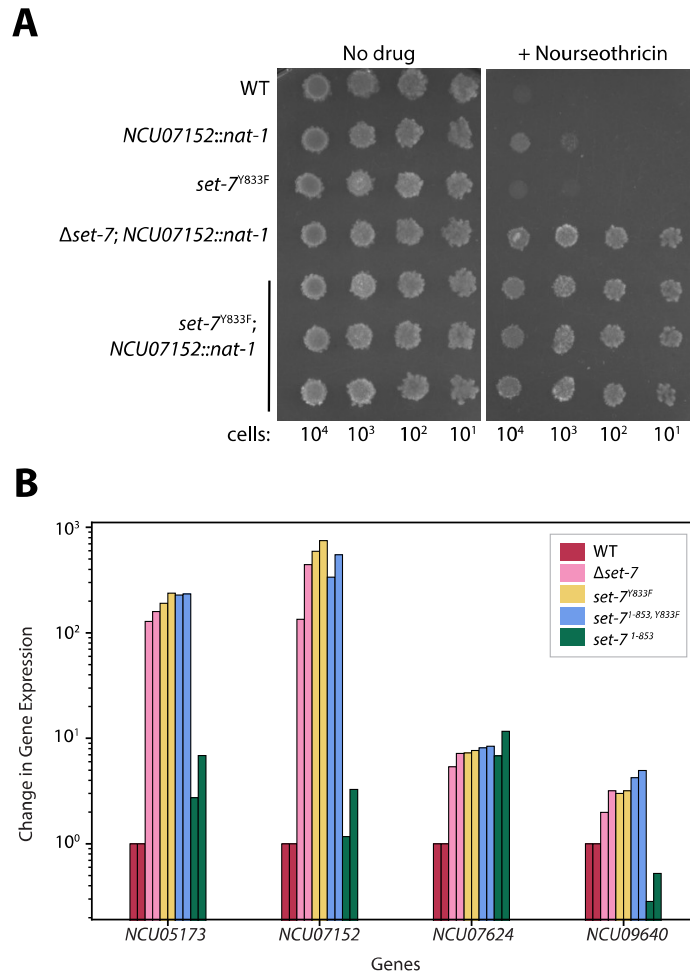 A
No drug
+ Nourseothricin
WT
NCU07152::nat-1
set-7Y833F
Δset-7; NCU07152::nat-1
set-7Y833F;
NCU07152::nat-1
cells: 10⁴ 10³ 10² 10¹ 10⁴ 10³ 10² 10¹
B
Change in Gene Expression
10³
10²
10¹
10⁰
WT
Δset-7
set-7Y833F
set-71-853, Y833F
set-7 1-853
NCU05173 NCU07152 NCU07624 NCU09640
Genes